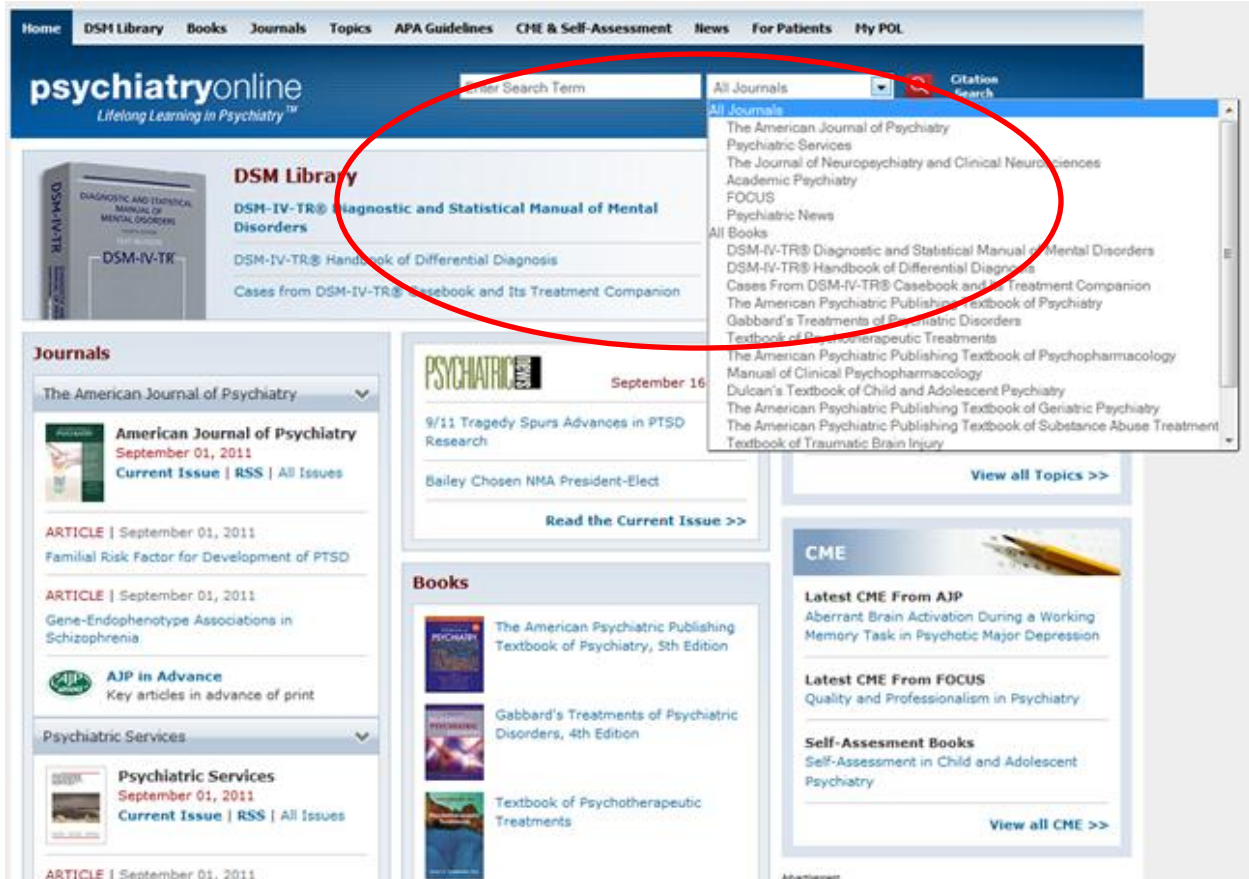 Home DSM Library Books Journals Topics APA Guidelines CME & Self-Assessment News For Patients My POL
psychiatryonline
Lifelong Learning in Psychiatry™
Enter Search Term
All Journals
Citation
Search
All Journals
The American Journal of Psychiatry
Psychiatric Services
The Journal of Neuropsychiatry and Clinical Neurosciences
Academic Psychiatry
FOCUS
Psychiatric News
All Books
DSM-IV-TR® Diagnostic and Statistical Manual of Mental Disorders
DSM-IV-TR® Handbook of Differential Diagnosis
Cases From DSM-IV-TR® Casebook and Its Treatment Companion
The American Psychiatric Publishing Textbook of Psychiatry
Gabbard's Treatments of Psychiatric Disorders
Textbook of Psychotherapeutic Treatments
The American Psychiatric Publishing Textbook of Psychopharmacology
Manual of Clinical Psychopharmacology
Dulcan's Textbook of Child and Adolescent Psychiatry
The American Psychiatric Publishing Textbook of Geriatric Psychiatry
The American Psychiatric Publishing Textbook of Substance Abuse Treatment
Textbook of Traumatic Brain Injury
DSM-IV-TR
DIAGNOSTIC AND STATISTICAL
MANUAL OF
MENTAL DISORDERS
DSM-IV-TR
DSM Library
DSM-IV-TR® Diagnostic and Statistical Manual of Mental
Disorders
DSM-IV-TR® Handbook of Differential Diagnosis
Cases from DSM-IV-TR® Casebook and Its Treatment Companion
Journals
The American Journal of Psychiatry
American Journal of Psychiatry
September 01, 2011
Current Issue | RSS | All Issues
ARTICLE | September 01, 2011
Familial Risk Factor for Development of PTSD
ARTICLE | September 01, 2011
Gene-Endophenotype Associations in
Schizophrenia
AJP in Advance
Key articles in advance of print
Psychiatric Services
Psychiatric Services
September 01, 2011
Current Issue | RSS | All Issues
ARTICLE | September 01, 2011
PSYCHIATRIC NEWS
September 16
9/11 Tragedy Spurs Advances in PTSD
Research
Bailey Chosen NMA President-Elect
Read the Current Issue >>
Books
The American Psychiatric Publishing
Textbook of Psychiatry, 5th Edition
Gabbard's Treatments of Psychiatric
Disorders, 4th Edition
Textbook of Psychotherapeutic
Treatments
View all Topics >>
CME
Latest CME From AJP
Aberrant Brain Activation During a Working
Memory Task in Psychotic Major Depression
Latest CME From FOCUS
Quality and Professionalism in Psychiatry
Self-Assesment Books
Self-Assessment in Child and Adolescent
Psychiatry
View all CME >>
Advertisement